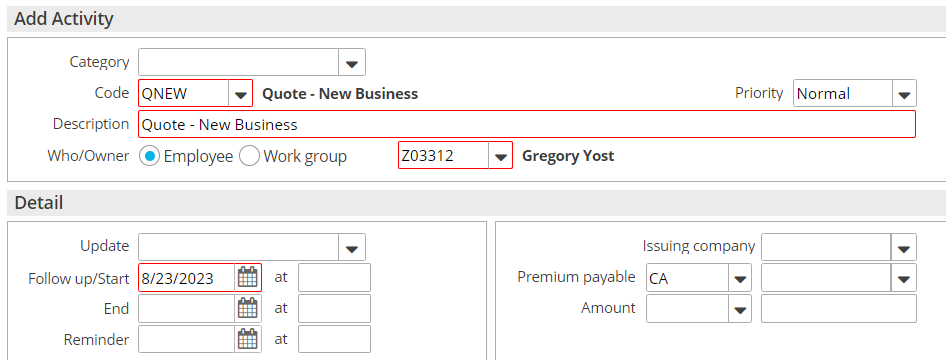 Add Activity
Category
Code QNEW Quote - New Business Priority Normal
Description Quote - New Business
Who/Owner Employee Work group Z03312 Gregory Yost
Detail
Update
Follow up/Start 8/23/2023 at
End at
Reminder at
Issuing company
Premium payable CA
Amount